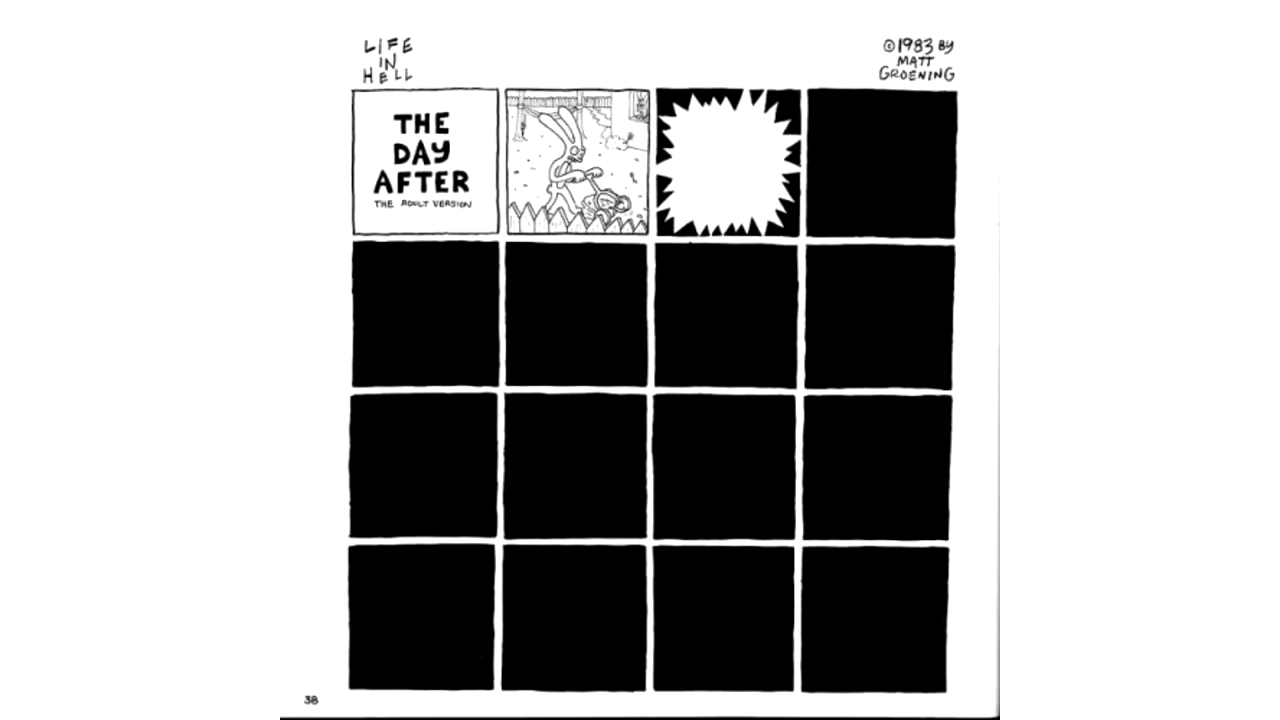 LIFE
IN
HELL
©1983 BY
MATT
GROENING
THE
DAY
AFTER
THE ADULT VERSION
38